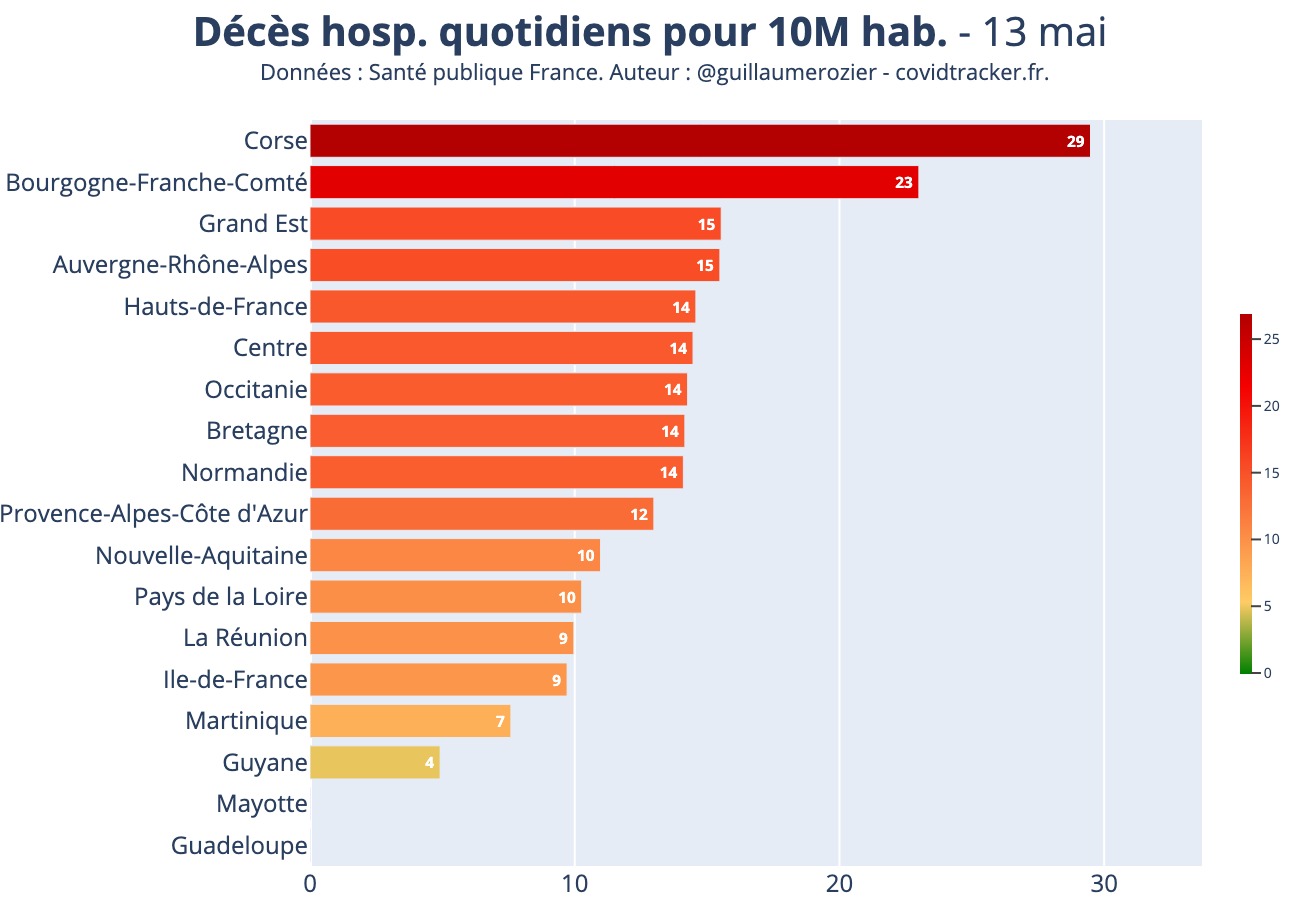 Décès hosp. quotidiens pour 10M hab. - 13 mai
Données : Santé publique France. Auteur : @guillaumerozier - covidtracker.fr.
Corse 29
Bourgogne-Franche-Comté 23
Grand Est 15
Auvergne-Rhône-Alpes 15
Hauts-de-France 14
Centre 14
Occitanie 14
Bretagne 14
Normandie 14
Provence-Alpes-Côte d'Azur 12
Nouvelle-Aquitaine 10
Pays de la Loire 10
La Réunion 9
Ile-de-France 9
Martinique 7
Guyane 4
Mayotte
Guadeloupe
0 10 20 30
25
20
15
10
5
0